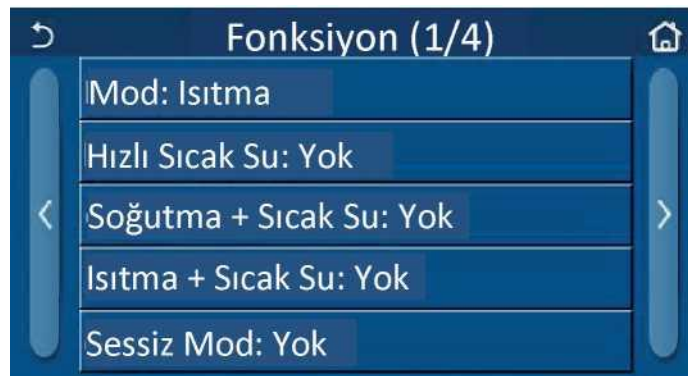 Fonksiyon (1/4)
Mod: Isıtma
Hızlı Sıcak Su: Yok
Soğutma + Sıcak Su: Yok
Isıtma + Sıcak Su: Yok
Sessiz Mod: Yok